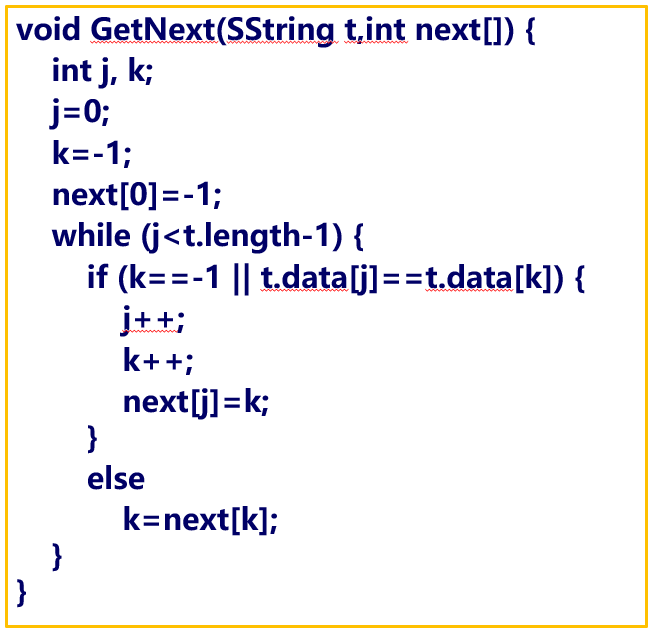 void GetNext(SString t,int next[]) {
int j, k;
j=0;
k=-1;
next[0]=-1;
while (j<t.length-1) {
if (k==-1 || t.data[j]==t.data[k]) {
j++;
k++;
next[j]=k;
}
else
k=next[k];
}
}